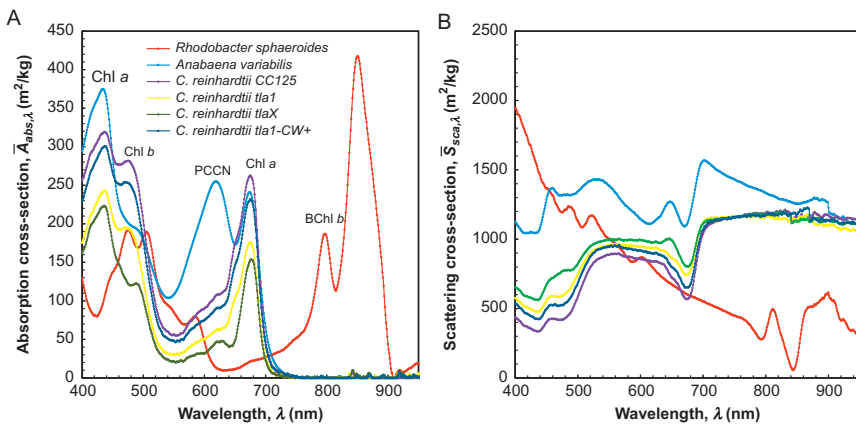 A
Absorption cross-section, A̅abs,λ (m²/kg)
450
400
350
300
250
200
150
100
50
0
400
500
600
700
800
900
Wavelength, λ (nm)
Rhodobacter sphaeroides
Anabaena variabilis
C. reinhardtii CC125
C. reinhardtii tla1
C. reinhardtii tlaX
C. reinhardtii tla1-CW+
Chl a
Chl b
PCCN
Chl a
BChl b
B
Scattering cross-section, S̅sca,λ (m²/kg)
2500
2000
1500
1000
500
0
400
500
600
700
800
900
Wavelength, λ (nm)